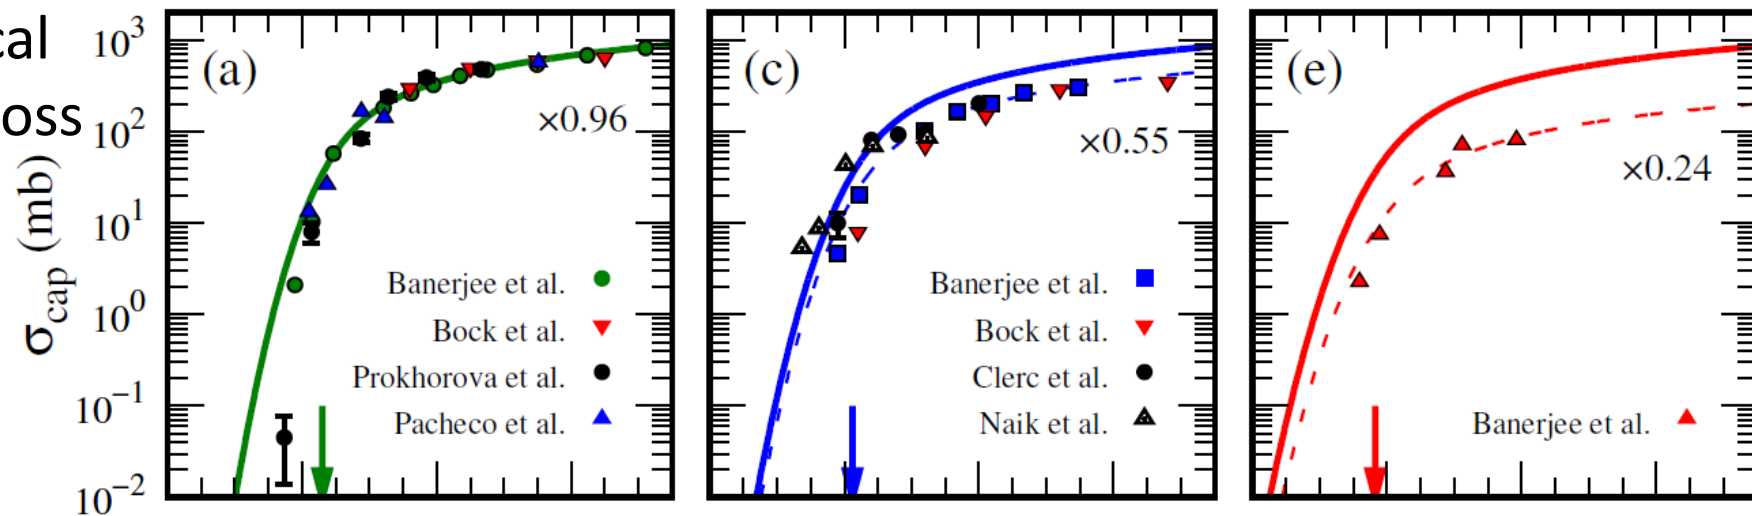 cal
oss
σcap (mb)
10³
10²
10¹
10⁰
10⁻¹
10⁻²
(a)
×0.96
Banerjee et al.
Bock et al.
Prokhorova et al.
Pacheco et al.
(c)
×0.55
Banerjee et al.
Bock et al.
Clerc et al.
Naik et al.
(e)
×0.24
Banerjee et al.